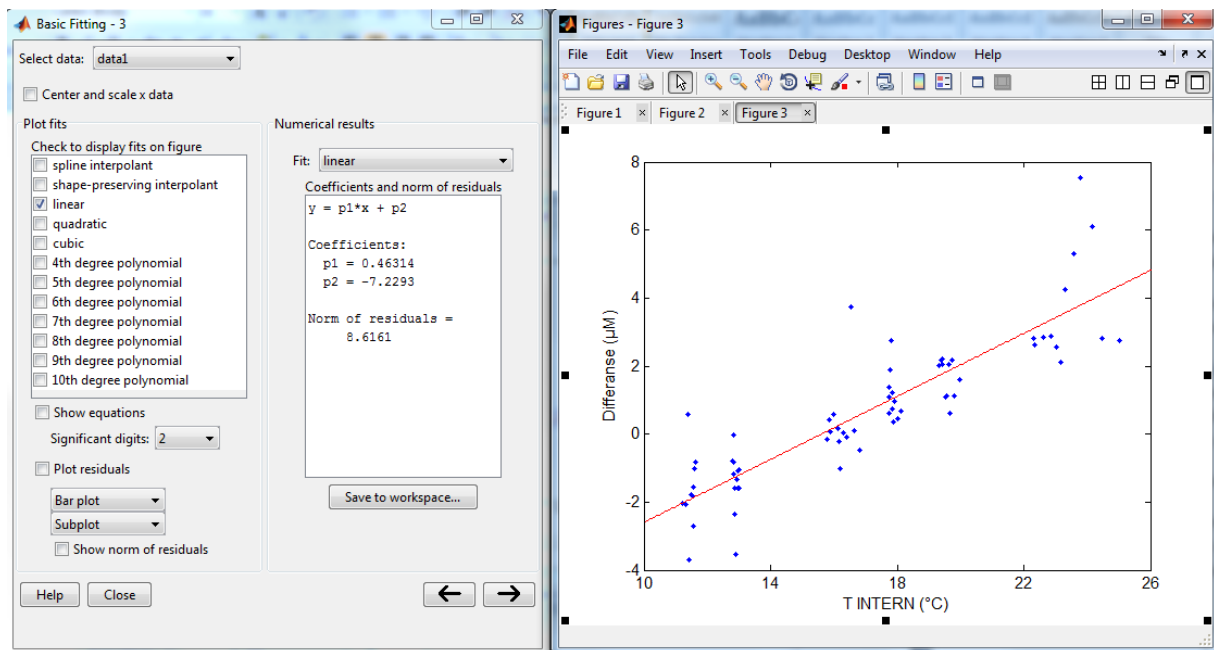 Basic Fitting - 3
Select data: data1
Center and scale x data
Plot fits
Check to display fits on figure
spline interpolant
shape-preserving interpolant
linear
quadratic
cubic
4th degree polynomial
5th degree polynomial
6th degree polynomial
7th degree polynomial
8th degree polynomial
9th degree polynomial
10th degree polynomial
Show equations
Significant digits: 2
Plot residuals
Bar plot
Subplot
Show norm of residuals
Numerical results
Fit: linear
Coefficients and norm of residuals
y = p1*x + p2
Coefficients:
p1 = 0.46314
p2 = -7.2293
Norm of residuals =
8.6161
Save to workspace...
Help Close
Figures - Figure 3
File Edit View Insert Tools Debug Desktop Window Help
Figure 1 Figure 2 Figure 3
8
6
4
2
0
-2
-4
Differanse (µM)
10 14 18 22 26
T INTERN (°C)